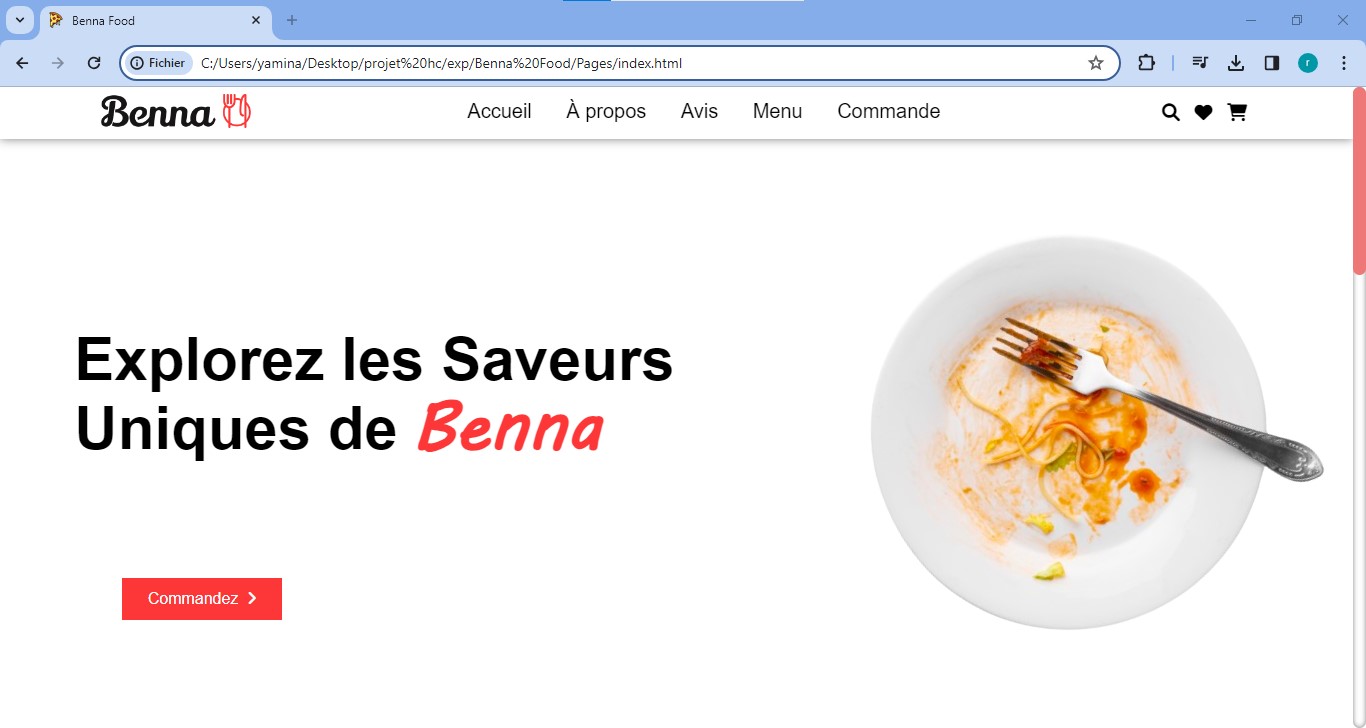 Benna Food
Fichier
C:/Users/yamina/Desktop/projet%20hc/exp/Benna%20Food/Pages/index.html
r
Benna
Accueil
À propos
Avis
Menu
Commande
Explorez les Saveurs
Uniques de Benna
Commandez